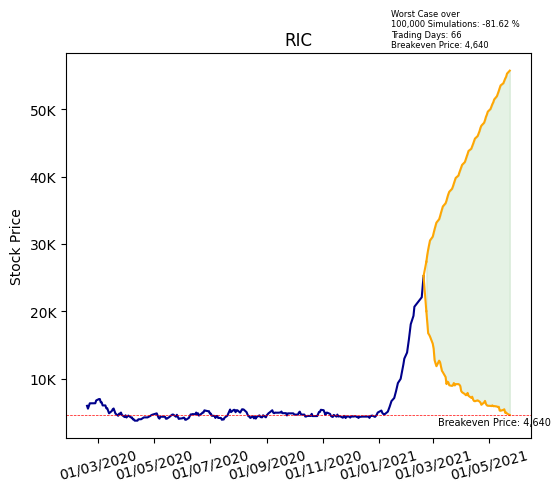 Worst Case over
100,000 Simulations: -81.62 %
Trading Days: 66
Breakeven Price: 4,640
RIC
Stock Price
50K
40K
30K
20K
10K
Breakeven Price: 4,640
01/03/2020
01/05/2020
01/07/2020
01/09/2020
01/11/2020
01/01/2021
01/03/2021
01/05/2021